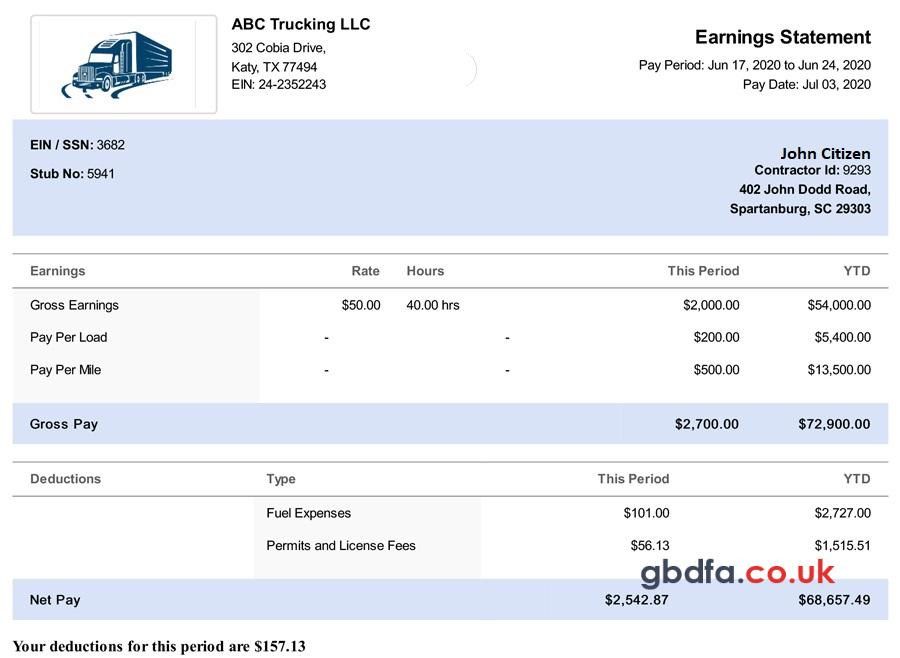 ABC Trucking LLC
302 Cobia Drive,
Katy, TX 77494
EIN: 24-2352243
Earnings Statement
Pay Period: Jun 17, 2020 to Jun 24, 2020
Pay Date: Jul 03, 2020
EIN / SSN: 3682
Stub No: 5941
John Citizen
Contractor Id: 9293
402 John Dodd Road,
Spartanburg, SC 29303
Earnings Rate Hours This Period YTD
Gross Earnings $50.00 40.00 hrs $2,000.00 $54,000.00
Pay Per Load - - $200.00 $5,400.00
Pay Per Mile - - $500.00 $13,500.00
Gross Pay $2,700.00 $72,900.00
Deductions Type This Period YTD
Fuel Expenses $101.00 $2,727.00
Permits and License Fees $56.13 $1,515.51
gbdfa.co.uk
Net Pay $2,542.87 $68,657.49
Your deductions for this period are $157.13